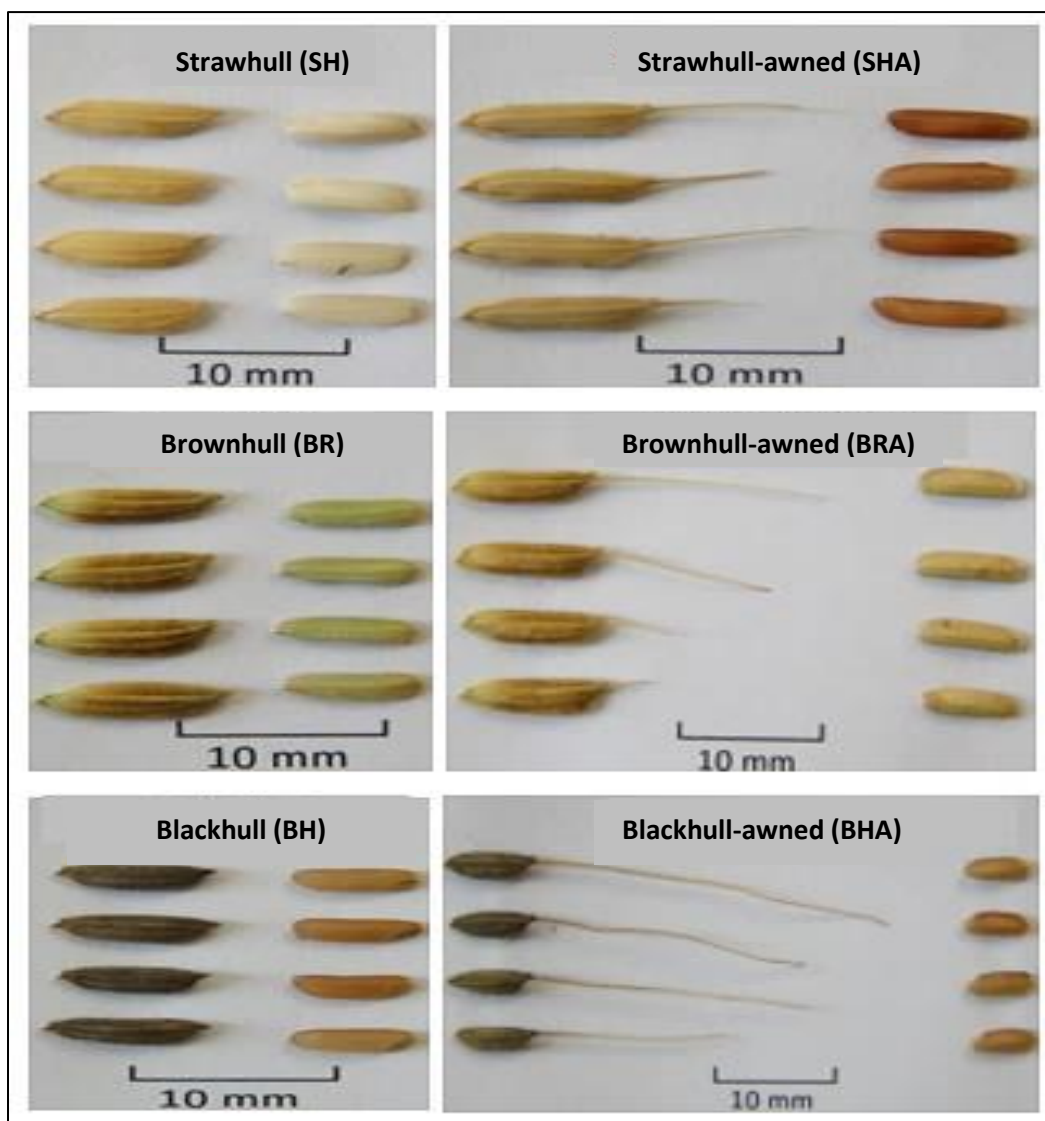 Strawhull (SH)
Strawhull-awned (SHA)
10 mm
10 mm
Brownhull (BR)
Brownhull-awned (BRA)
10 mm
10 mm
Blackhull (BH)
Blackhull-awned (BHA)
10 mm
10 mm